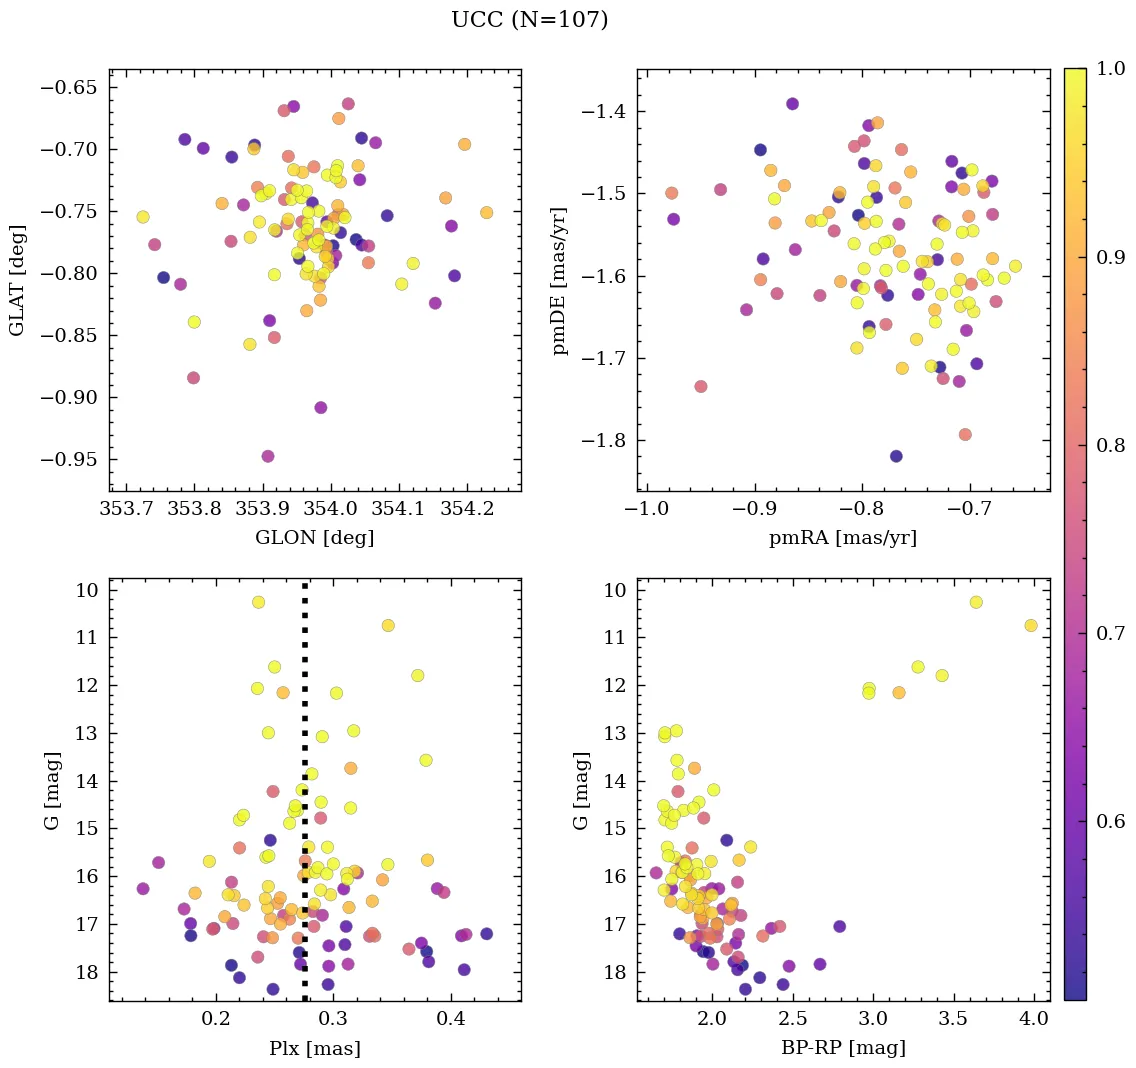 UCC (N=107)
−0.65
−0.70
−0.75
−0.80
−0.85
−0.90
−0.95
GLAT [deg]
353.7 353.8 353.9 354.0 354.1 354.2
GLON [deg]
−1.4
−1.5
−1.6
−1.7
−1.8
pmDE [mas/yr]
−1.0 −0.9 −0.8 −0.7
pmRA [mas/yr]
10
11
12
13
14
15
16
17
18
G [mag]
0.2 0.3 0.4
Plx [mas]
10
11
12
13
14
15
16
17
18
G [mag]
2.0 2.5 3.0 3.5 4.0
BP-RP [mag]
1.0
0.9
0.8
0.7
0.6